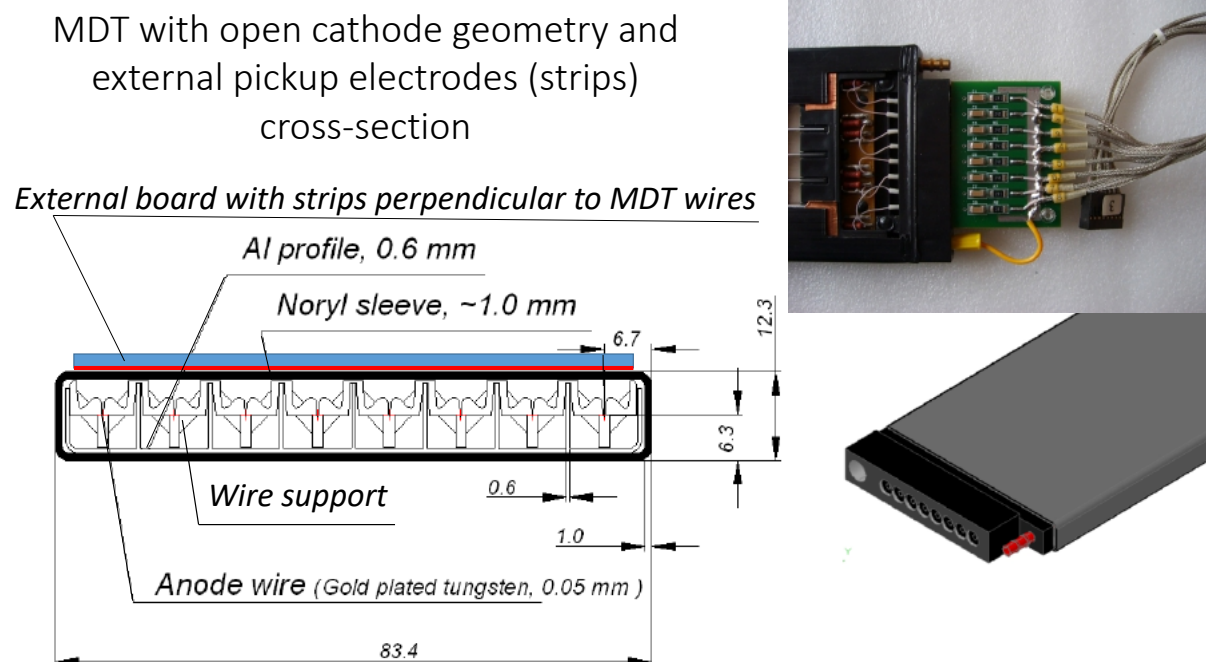 MDT with open cathode geometry and
external pickup electrodes (strips)
cross-section
External board with strips perpendicular to MDT wires
Al profile, 0.6 mm
Noryl sleeve, ~1.0 mm
6.7
12.3
6.3
0.6
Wire support
1.0
Anode wire (Gold plated tungsten, 0.05 mm )
83.4